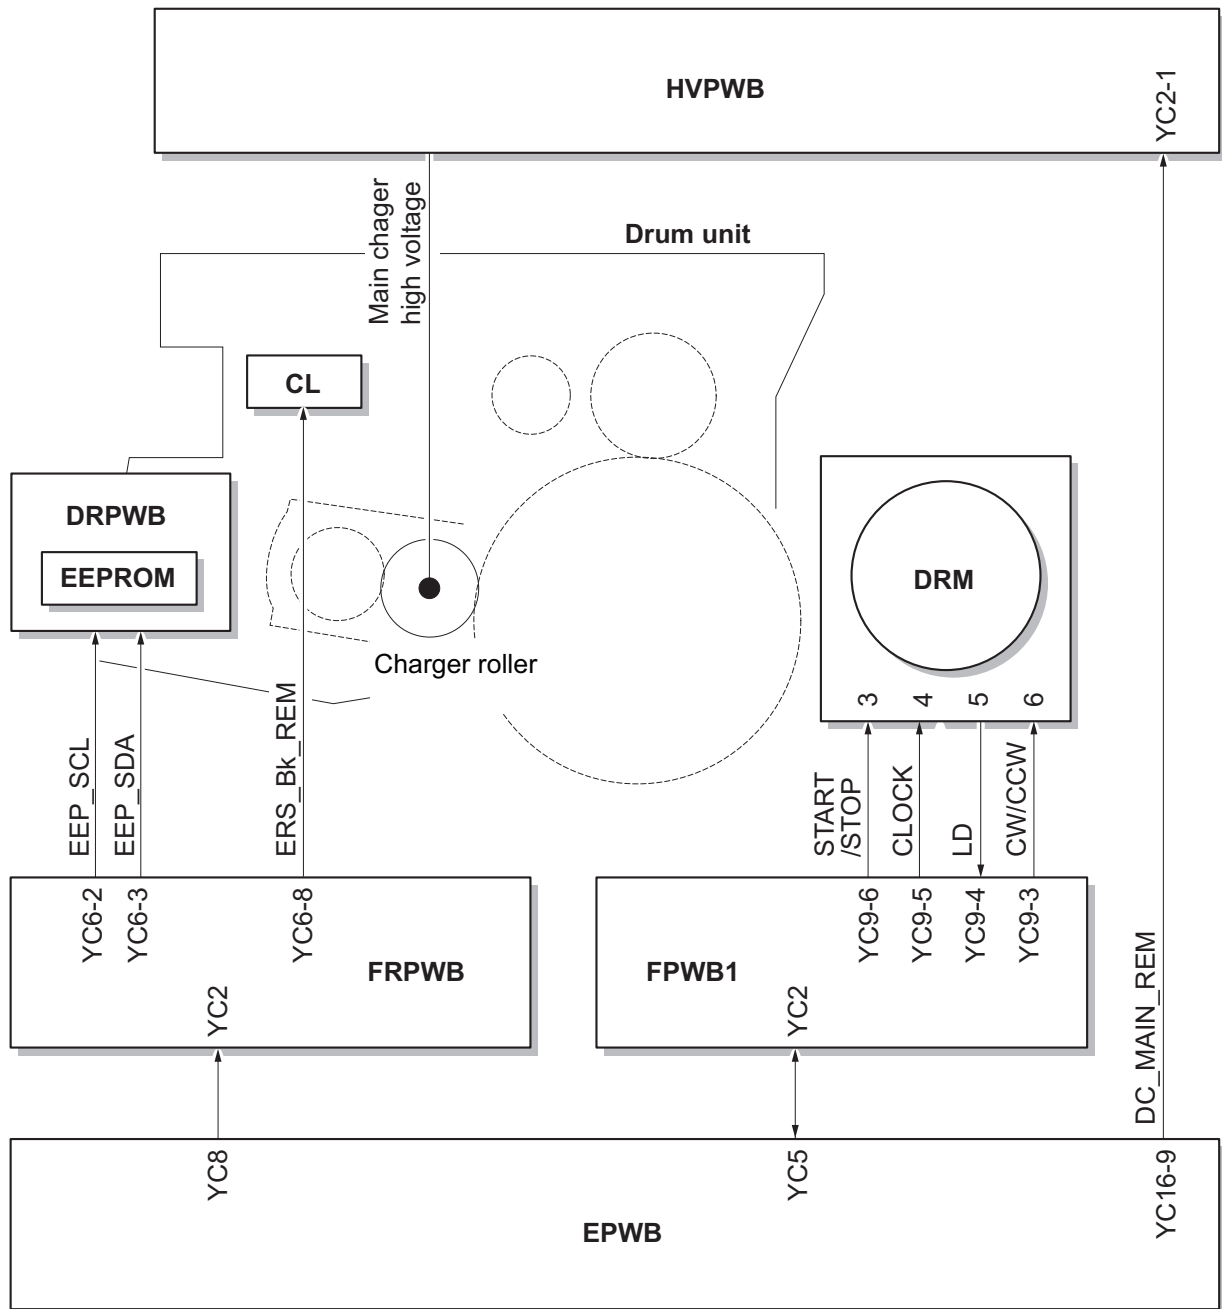 HVPWB
YC2-1
Main chager
high voltage
Drum unit
CL
DRPWB
EEPROM
DRM
Charger roller
3
4
5
6
EEP_SCL
EEP_SDA
ERS_Bk_REM
START
/STOP
CLOCK
LD
CW/CCW
YC6-2
YC6-3
YC6-8
YC9-6
YC9-5
YC9-4
YC9-3
FRPWB
FPWB1
YC2
YC2
DC_MAIN_REM
YC8
YC5
YC16-9
EPWB